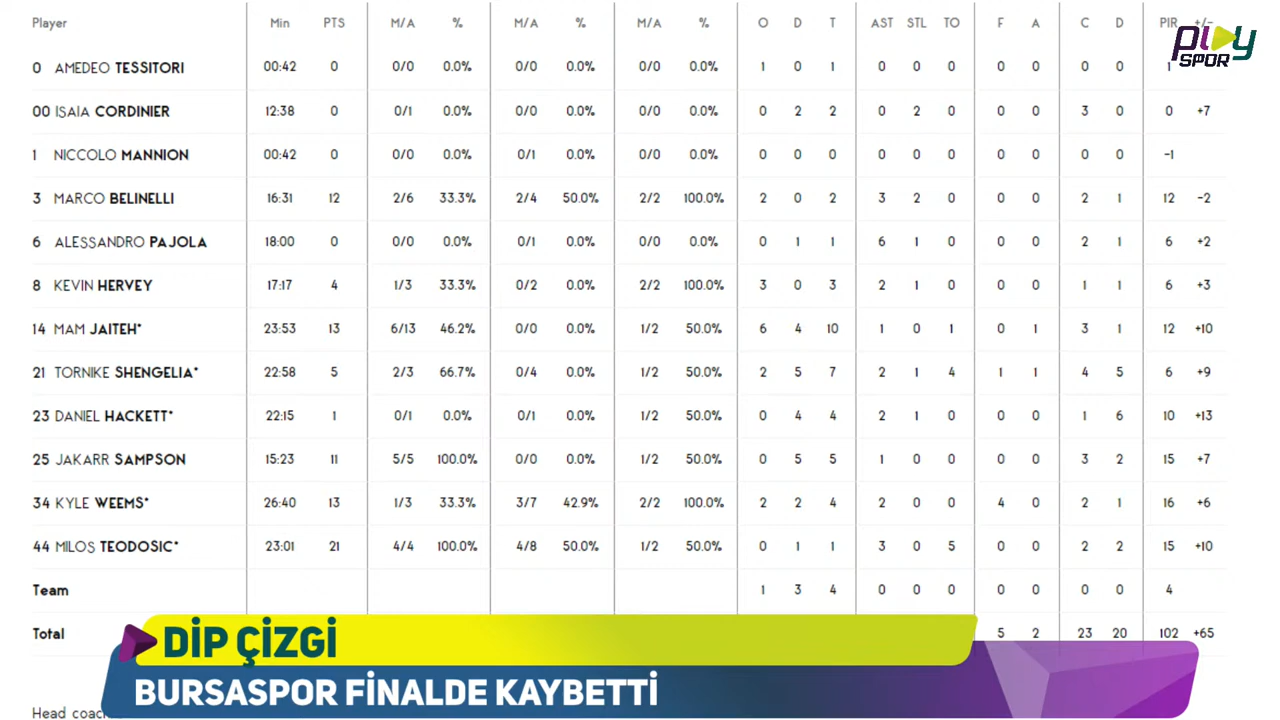 Player Min PTS M/A % M/A % M/A % O D T AST STL TO F A C D PIR +/-
play SPOR
0 AMEDEO TESSITORI 00:42 0 0/0 0.0% 0/0 0.0% 0/0 0.0% 1 0 1 0 0 0 0 0 0 0 1
00 ISAIA CORDINIER 12:38 0 0/1 0.0% 0/0 0.0% 0/0 0.0% 0 2 2 0 2 0 0 0 3 0 0 +7
1 NICCOLO MANNION 00:42 0 0/0 0.0% 0/1 0.0% 0/0 0.0% 0 0 0 0 0 0 0 0 0 0 -1
3 MARCO BELINELLI 16:31 12 2/6 33.3% 2/4 50.0% 2/2 100.0% 2 0 2 3 2 0 0 0 2 1 12 -2
6 ALESSANDRO PAJOLA 18:00 0 0/0 0.0% 0/1 0.0% 0/0 0.0% 0 1 1 6 1 0 0 0 2 1 6 +2
8 KEVIN HERVEY 17:17 4 1/3 33.3% 0/2 0.0% 2/2 100.0% 3 0 3 2 1 0 0 0 1 1 6 +3
14 MAM JAITEH* 23:53 13 6/13 46.2% 0/0 0.0% 1/2 50.0% 6 4 10 1 0 1 0 1 3 1 12 +10
21 TORNIKE SHENGELIA* 22:58 5 2/3 66.7% 0/4 0.0% 1/2 50.0% 2 5 7 2 1 4 1 1 4 5 6 +9
23 DANIEL HACKETT* 22:15 1 0/1 0.0% 0/1 0.0% 1/2 50.0% 0 4 4 2 1 0 0 0 1 6 10 +13
25 JAKARR SAMPSON 15:23 11 5/5 100.0% 0/0 0.0% 1/2 50.0% 0 5 5 1 0 0 0 0 3 2 15 +7
34 KYLE WEEMS* 26:40 13 1/3 33.3% 3/7 42.9% 2/2 100.0% 2 2 4 2 0 0 4 0 2 1 16 +6
44 MILOS TEODOSIC* 23:01 21 4/4 100.0% 4/8 50.0% 1/2 50.0% 0 1 1 3 0 5 0 0 2 2 15 +10
Team 1 3 4 0 0 0 0 0 0 0 4
Total 5 2 23 20 102 +65
DİP ÇİZGİ
BURSASPOR FİNALDE KAYBETTİ
Head coach